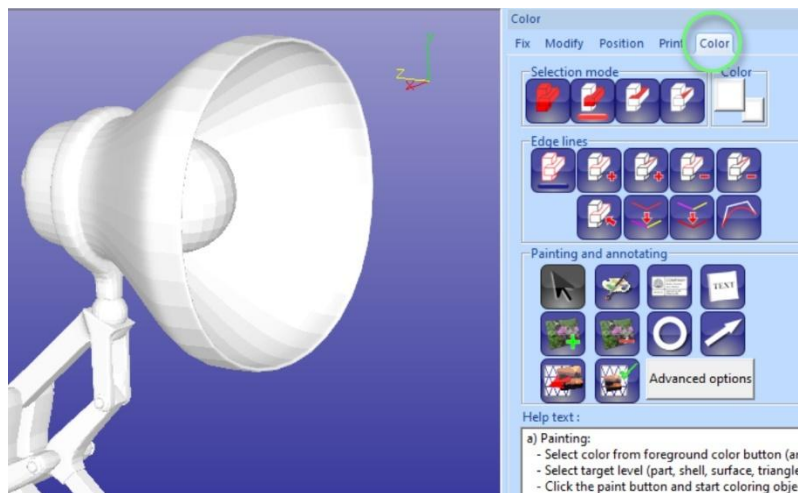 Color
Fix Modify Position Print Color
Selection mode
Color
Edge lines
Painting and annotating
TEXT
Advanced options
Help text :
a) Painting:
- Select color from foreground color button (ar
- Select target level (part, shell, surface, triangle
- Click the paint button and start coloring obje
Z